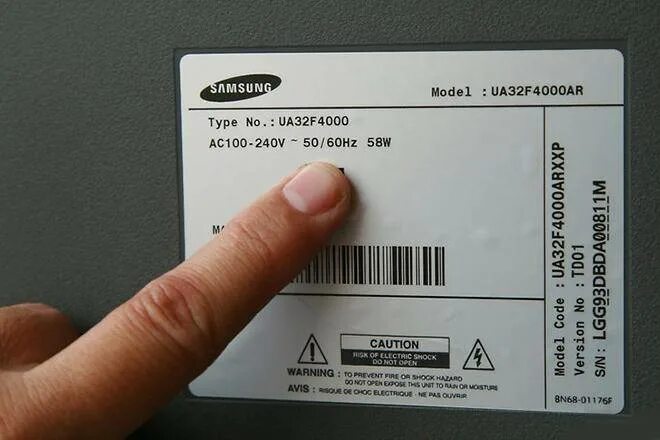 SAMSUNG
Model : UA32F4000AR
Type No.: UA32F4000
AC100-240V ~ 50/60Hz 58W
CAUTION
RISK OF ELECTRIC SHOCK
DO NOT OPEN
WARNING : TO PREVENT FIRE OR SHOCK HAZARD
DO NOT OPEN EXPOSE THIS UNIT TO RAIN OR MOISTURE
AVIS : RISQUE DE CHOC ELECTRIQUE - NE PAS OUVRIR
Model Code : UA32F4000ARXXP
Version No : TD01
S/N: LGG93DBDA00811M
BN68-01176F